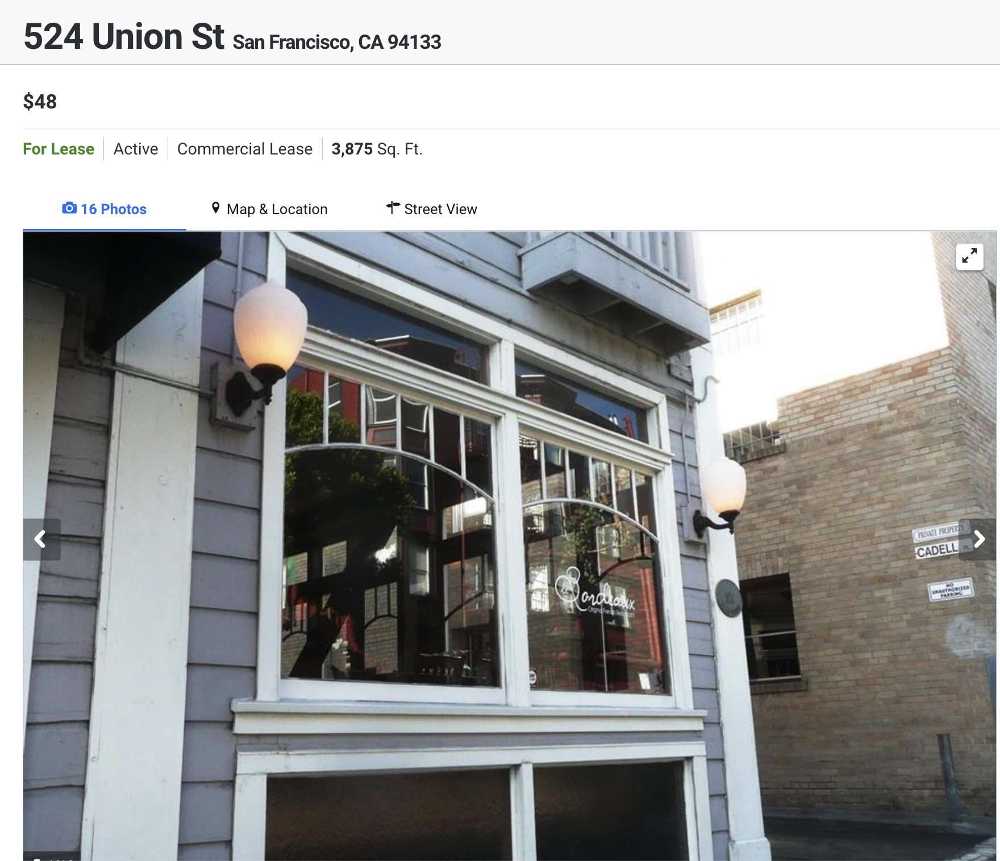 524 Union St San Francisco, CA 94133
$48
For Lease Active Commercial Lease 3,875 Sq. Ft.
16 Photos Map & Location Street View
PRIVATE PROPERTY
CADELL PL
NO
UNAUTHORIZED
PARKING
Bordeaux